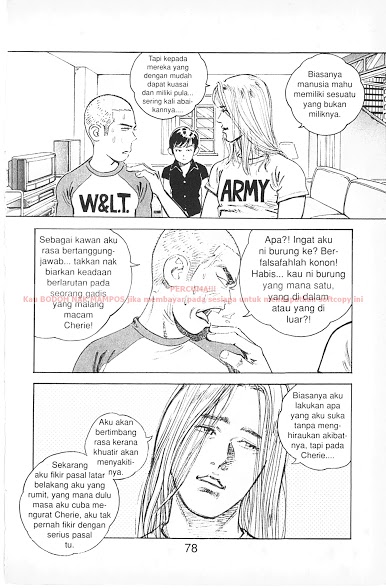 Tapi kepada
mereka yang
dengan mudah
dapat kuasai
dan miliki pula...
sering kali abai-
kannya....
Biasanya
manusia mahu
memiliki sesuatu
yang bukan
miliknya.
W&L.T.
ARMY
Sebagai kawan aku
rasa bertanggung-
jawab... takkan nak
biarkan keadaan
berlarutan pada
seorang gadis
yang malang
macam
Cherie!
Apa?! Ingat aku
ni burung ke? Ber-
falsafahlah konon!
Habis... kau ni burung
yang mana satu,
yang di dalam
atau yang di
luar?!
PERCUMA!!!
jika membayar pada sesiapa untuk
ini
Aku akan
bertimbang
rasa kerana
khuatir akan
menyakiti-
nya.
Biasanya aku
lakukan apa
yang aku suka
tanpa meng-
hiraukan akibat-
nya, tapi pada
Cherie....
Sekarang
aku fikir pasal latar
belakang aku yang
rumit, yang mana dulu
masa aku cuba me-
ngurat Cherie, aku tak
pernah fikir dengan
serius pasal
tu.
78